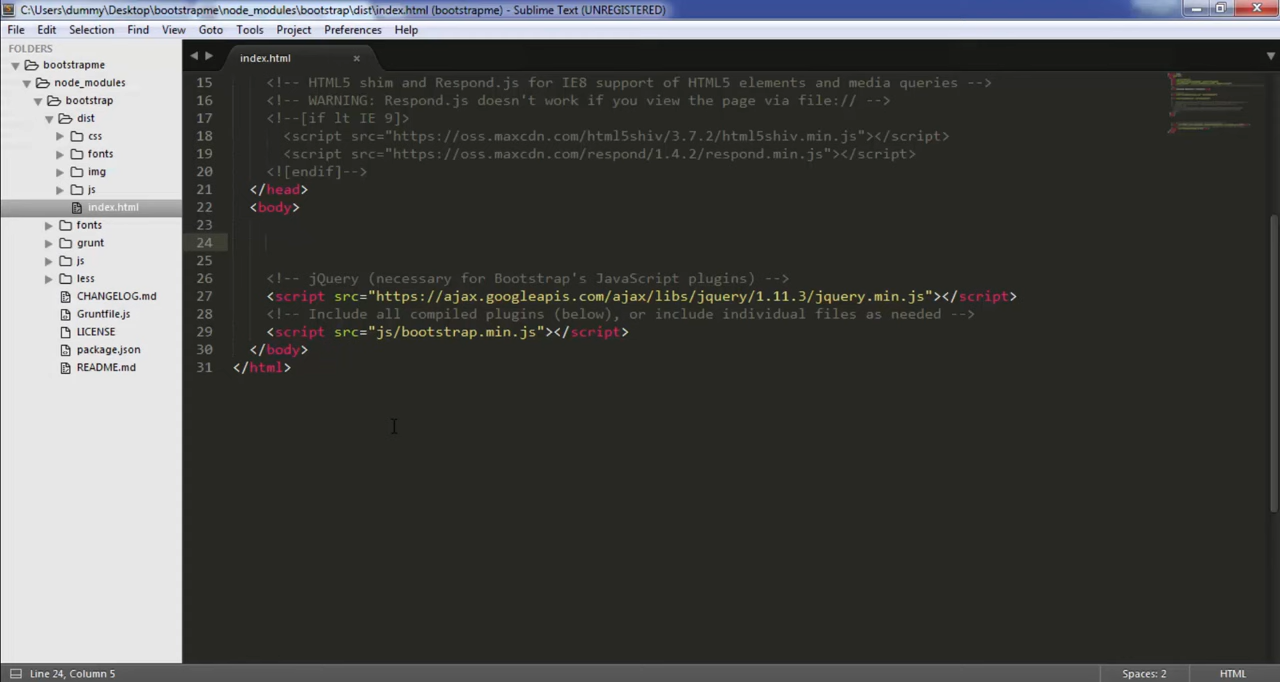 C:\Users\dummy\Desktop\bootstrapme\node_modules\bootstrap\dist\index.html (bootstrapme) - Sublime Text (UNREGISTERED)
File Edit Selection Find View Goto Tools Project Preferences Help
FOLDERS
bootstrapme
node_modules
bootstrap
dist
css
fonts
img
js
index.html
fonts
grunt
js
less
CHANGELOG.md
Gruntfile.js
LICENSE
package.json
README.md
index.html
15 <!-- HTML5 shim and Respond.js for IE8 support of HTML5 elements and media queries -->
16 <!-- WARNING: Respond.js doesn't work if you view the page via file:// -->
17 <!--[if lt IE 9]>
18 <script src="https://oss.maxcdn.com/html5shiv/3.7.2/html5shiv.min.js"></script>
19 <script src="https://oss.maxcdn.com/respond/1.4.2/respond.min.js"></script>
20 <![endif]-->
21 </head>
22 <body>
23
24
25
26 <!-- jQuery (necessary for Bootstrap's JavaScript plugins) -->
27 <script src="https://ajax.googleapis.com/ajax/libs/jquery/1.11.3/jquery.min.js"></script>
28 <!-- Include all compiled plugins (below), or include individual files as needed -->
29 <script src="js/bootstrap.min.js"></script>
30 </body>
31 </html>
Line 24, Column 5 Spaces: 2 HTML